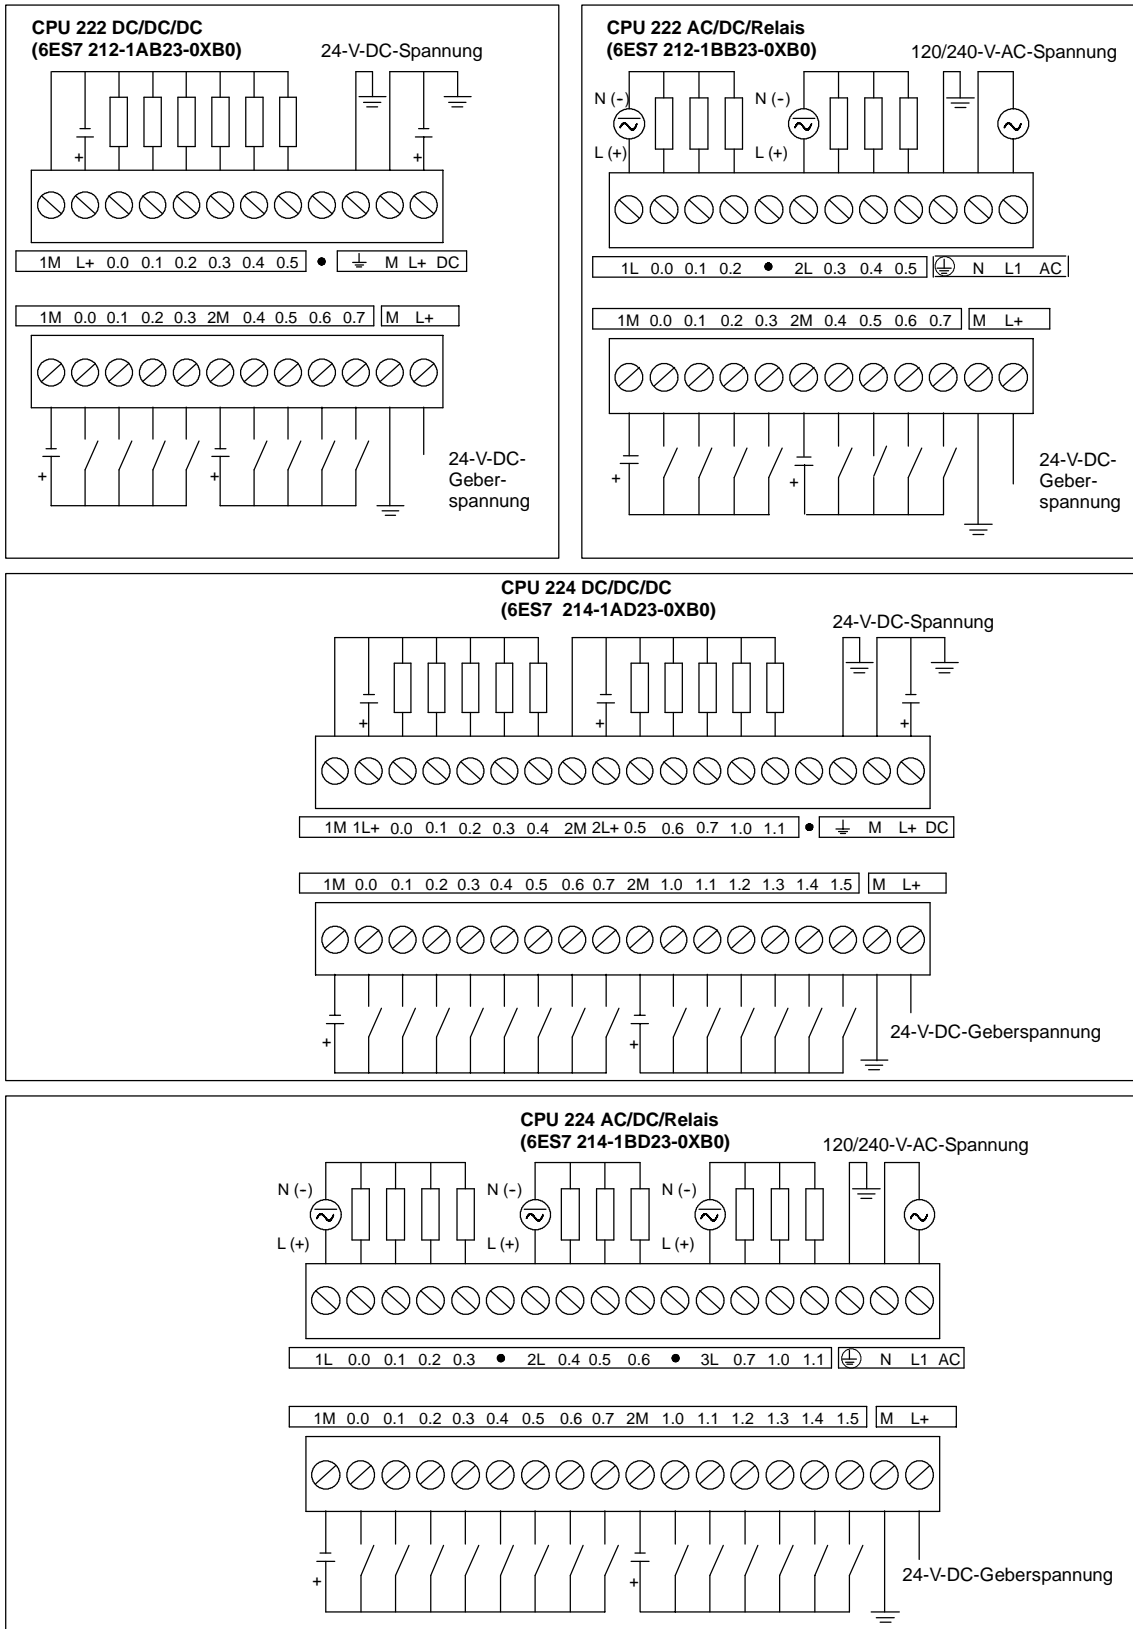 CPU 222 DC/DC/DC
(6ES7 212-1AB23-0XB0)
24-V-DC-Spannung
+
+
1M L+ 0.0 0.1 0.2 0.3 0.4 0.5 ● M L+ DC
1M 0.0 0.1 0.2 0.3 2M 0.4 0.5 0.6 0.7 M L+
+
+
24-V-DC-
Geber-
spannung
CPU 222 AC/DC/Relais
(6ES7 212-1BB23-0XB0)
120/240-V-AC-Spannung
N (-) N (-)
L (+) L (+)
1L 0.0 0.1 0.2 ● 2L 0.3 0.4 0.5 N L1 AC
1M 0.0 0.1 0.2 0.3 2M 0.4 0.5 0.6 0.7 M L+
+
+
24-V-DC-
Geber-
spannung
CPU 224 DC/DC/DC
(6ES7 214-1AD23-0XB0)
24-V-DC-Spannung
+
+
+
1M 1L+ 0.0 0.1 0.2 0.3 0.4 2M 2L+ 0.5 0.6 0.7 1.0 1.1 ● M L+ DC
1M 0.0 0.1 0.2 0.3 0.4 0.5 0.6 0.7 2M 1.0 1.1 1.2 1.3 1.4 1.5 M L+
+
+
24-V-DC-Geberspannung
CPU 224 AC/DC/Relais
(6ES7 214-1BD23-0XB0)
120/240-V-AC-Spannung
N (-) N (-) N (-)
L (+) L (+) L (+)
1L 0.0 0.1 0.2 0.3 ● 2L 0.4 0.5 0.6 ● 3L 0.7 1.0 1.1 N L1 AC
1M 0.0 0.1 0.2 0.3 0.4 0.5 0.6 0.7 2M 1.0 1.1 1.2 1.3 1.4 1.5 M L+
+
+
24-V-DC-Geberspannung